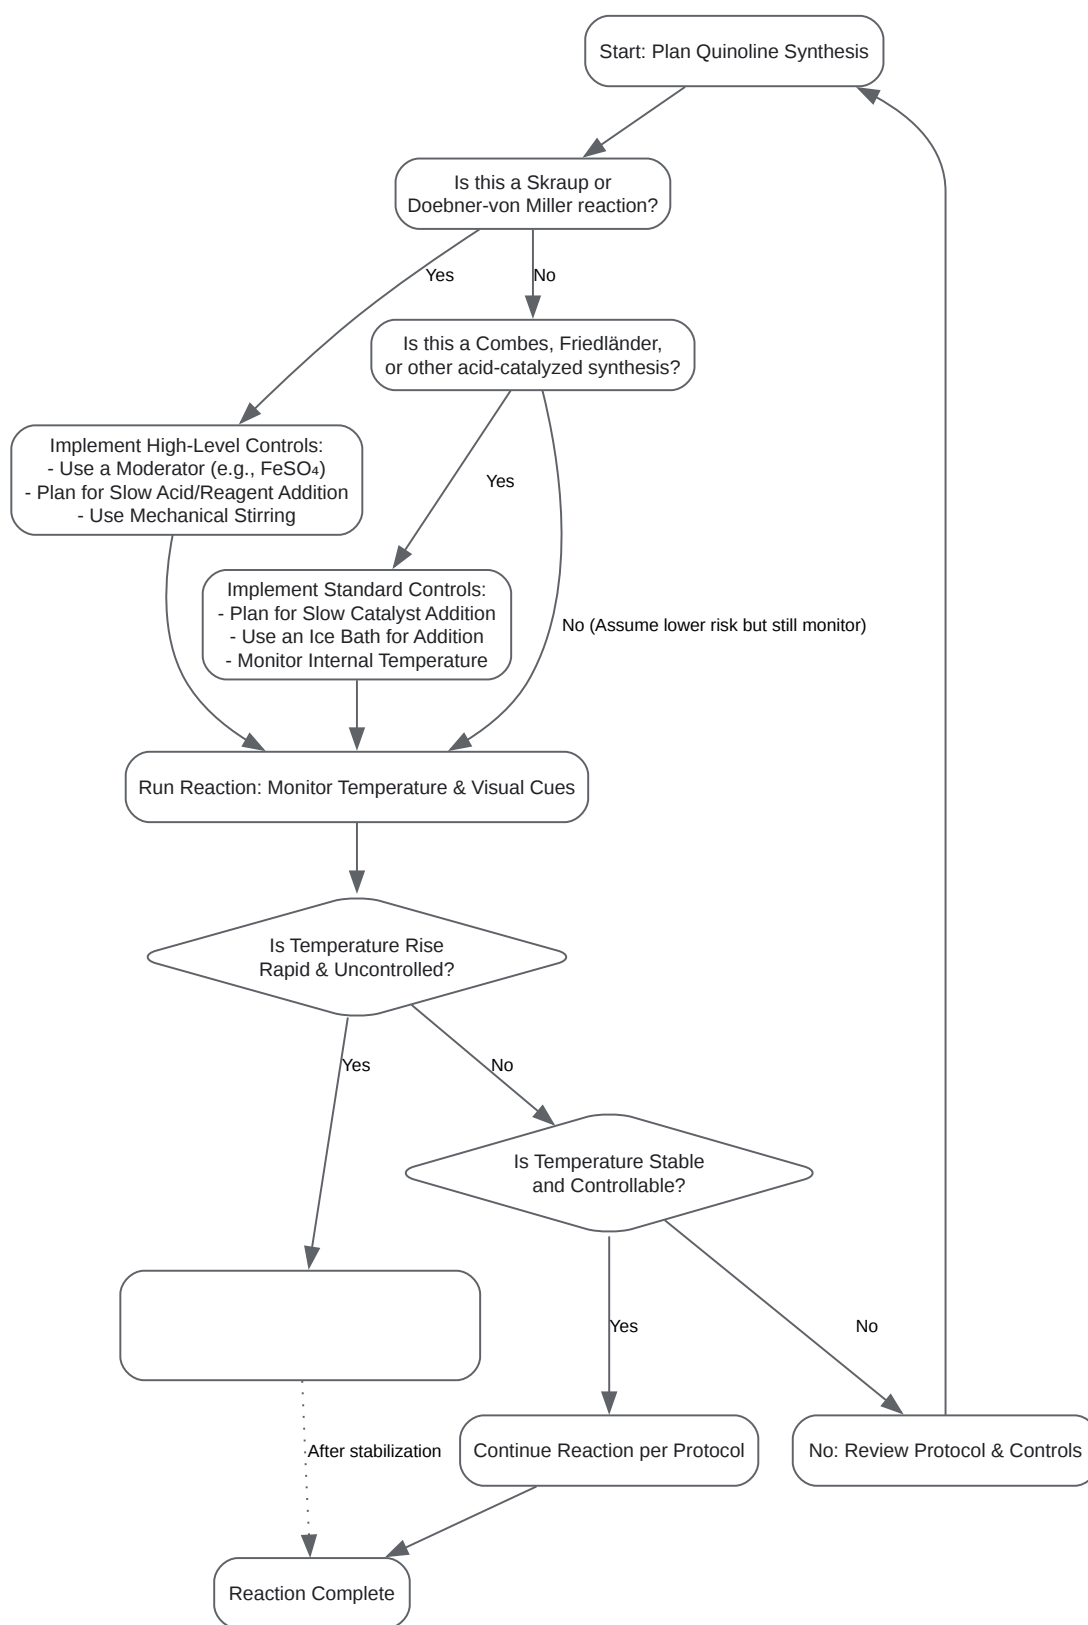 Start: Plan Quinoline Synthesis
Is this a Skraup or
Doebner-von Miller reaction?
Yes
No
Is this a Combes, Friedländer,
or other acid-catalyzed synthesis?
Implement High-Level Controls:
- Use a Moderator (e.g., FeSO₄)
- Plan for Slow Acid/Reagent Addition
- Use Mechanical Stirring
Yes
Implement Standard Controls:
- Plan for Slow Catalyst Addition
- Use an Ice Bath for Addition
- Monitor Internal Temperature
No (Assume lower risk but still monitor)
Run Reaction: Monitor Temperature & Visual Cues
Is Temperature Rise
Rapid & Uncontrolled?
Yes
No
Is Temperature Stable
and Controllable?
Yes
No
After stabilization
Continue Reaction per Protocol
No: Review Protocol & Controls
Reaction Complete